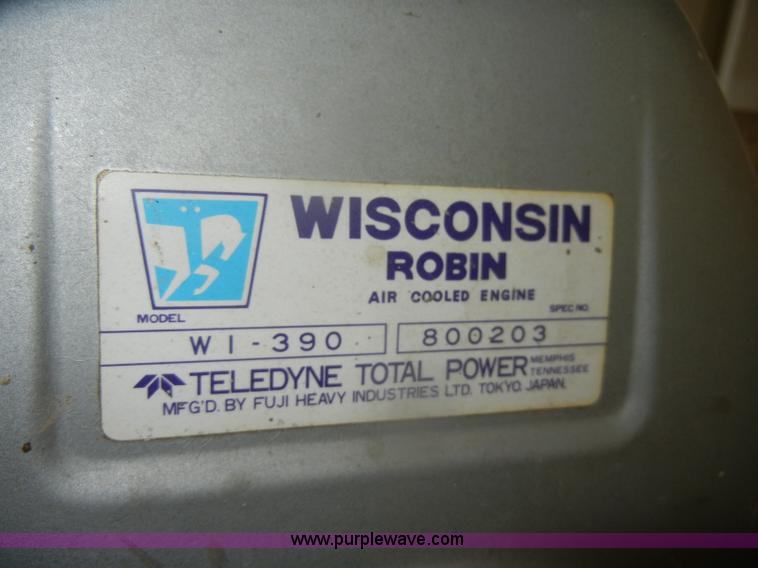 WISCONSIN
ROBIN
AIR COOLED ENGINE
MODEL
SPEC NO.
WI-390
800203
TELEDYNE TOTAL POWER MEMPHIS TENNESSEE
MF'G'D. BY FUJI HEAVY INDUSTRIES LTD. TOKYO. JAPAN.
www.purplewave.com